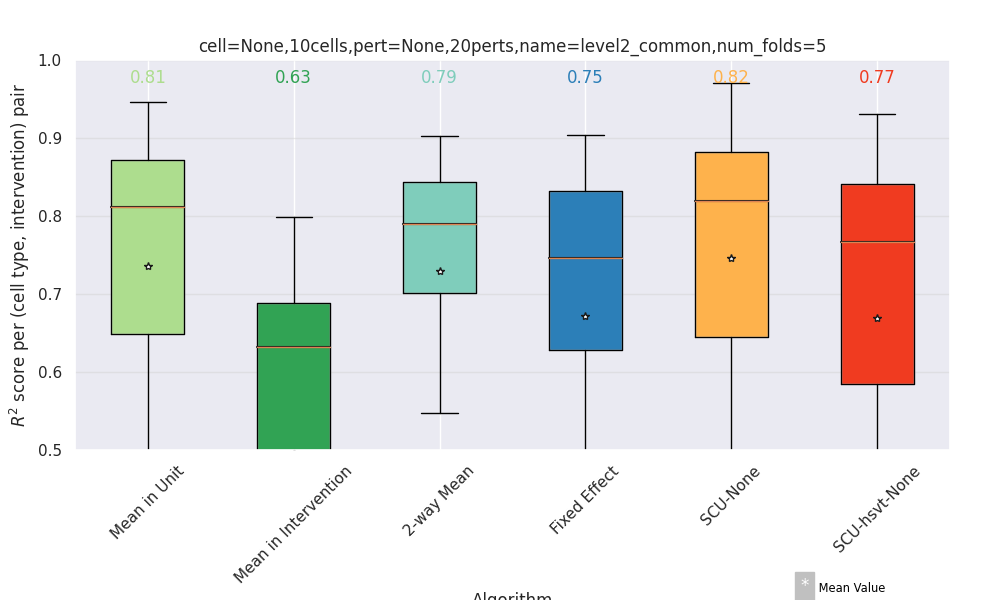 cell=None,10cells,pert=None,20perts,name=level2_common,num_folds=5
R² score per (cell type, intervention) pair
1.0
0.9
0.8
0.7
0.6
0.5
0.81 0.63 0.79 0.75 0.82 0.77
Mean in Unit
Mean in Intervention
2-way Mean
Fixed Effect
SCU-None
SCU-hsvt-None
Algorithm
* Mean Value